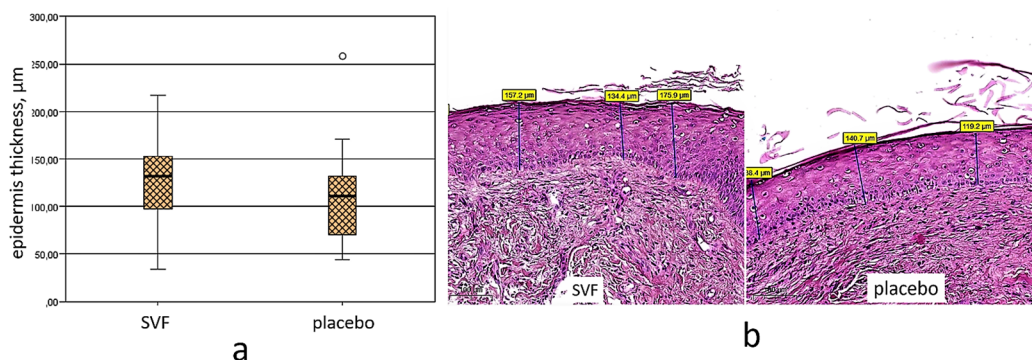 300,00
250,00
200,00
150,00
100,00
50,00
,00
epidermis thickness, µm
SVF
placebo
a
157.2 µm
134.4 µm
175.9 µm
SVF
140.7 µm
119.2 µm
placebo
b